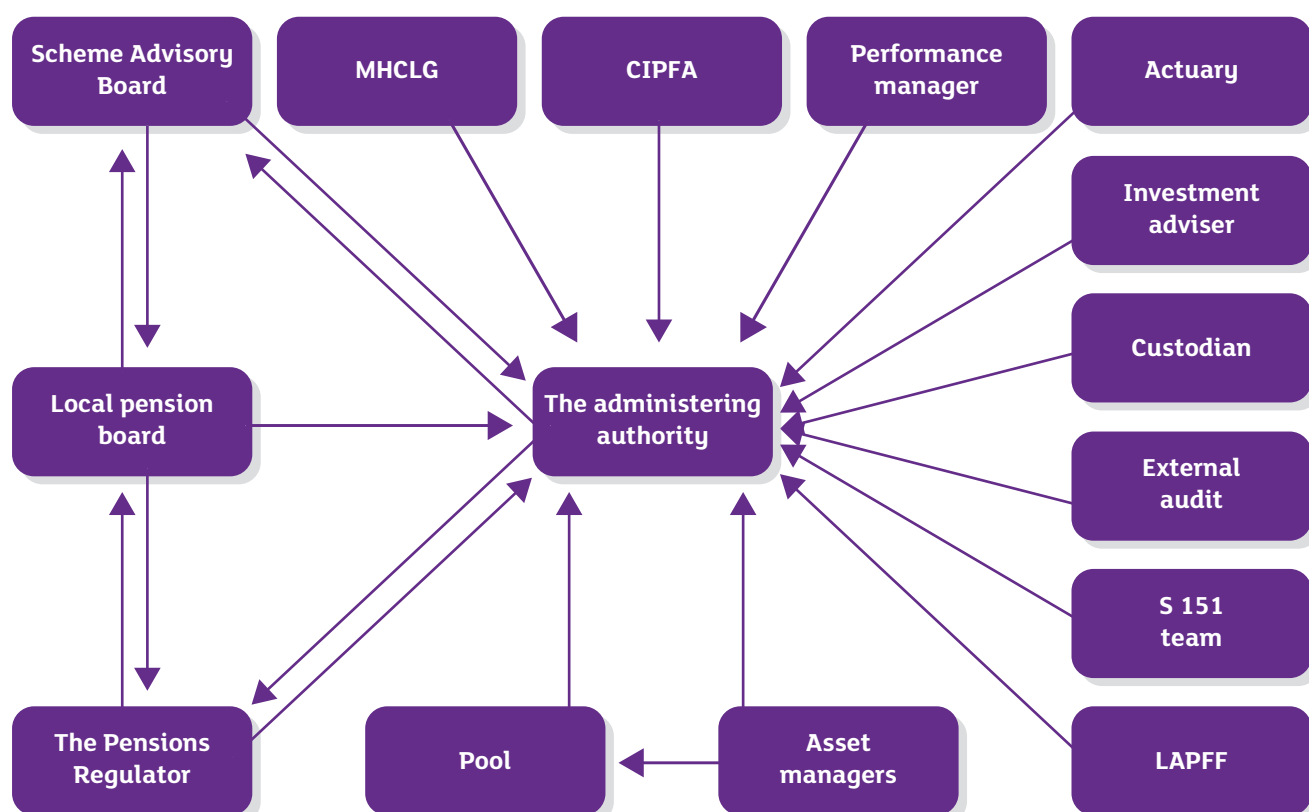 Scheme Advisory
Board
MHCLG
CIPFA
Performance
manager
Actuary
Investment
adviser
Custodian
Local pension
board
The administering
authority
External
audit
S 151
team
The Pensions
Regulator
Pool
Asset
managers
LAPFF